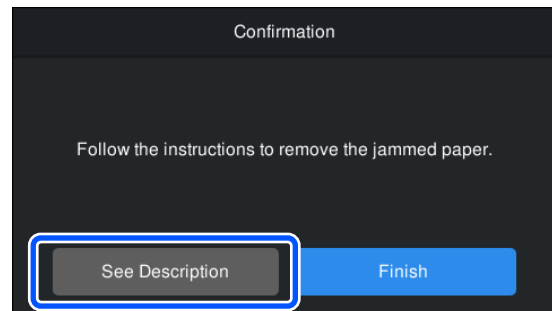 Confirmation
Follow the instructions to remove the jammed paper.
See Description
Finish